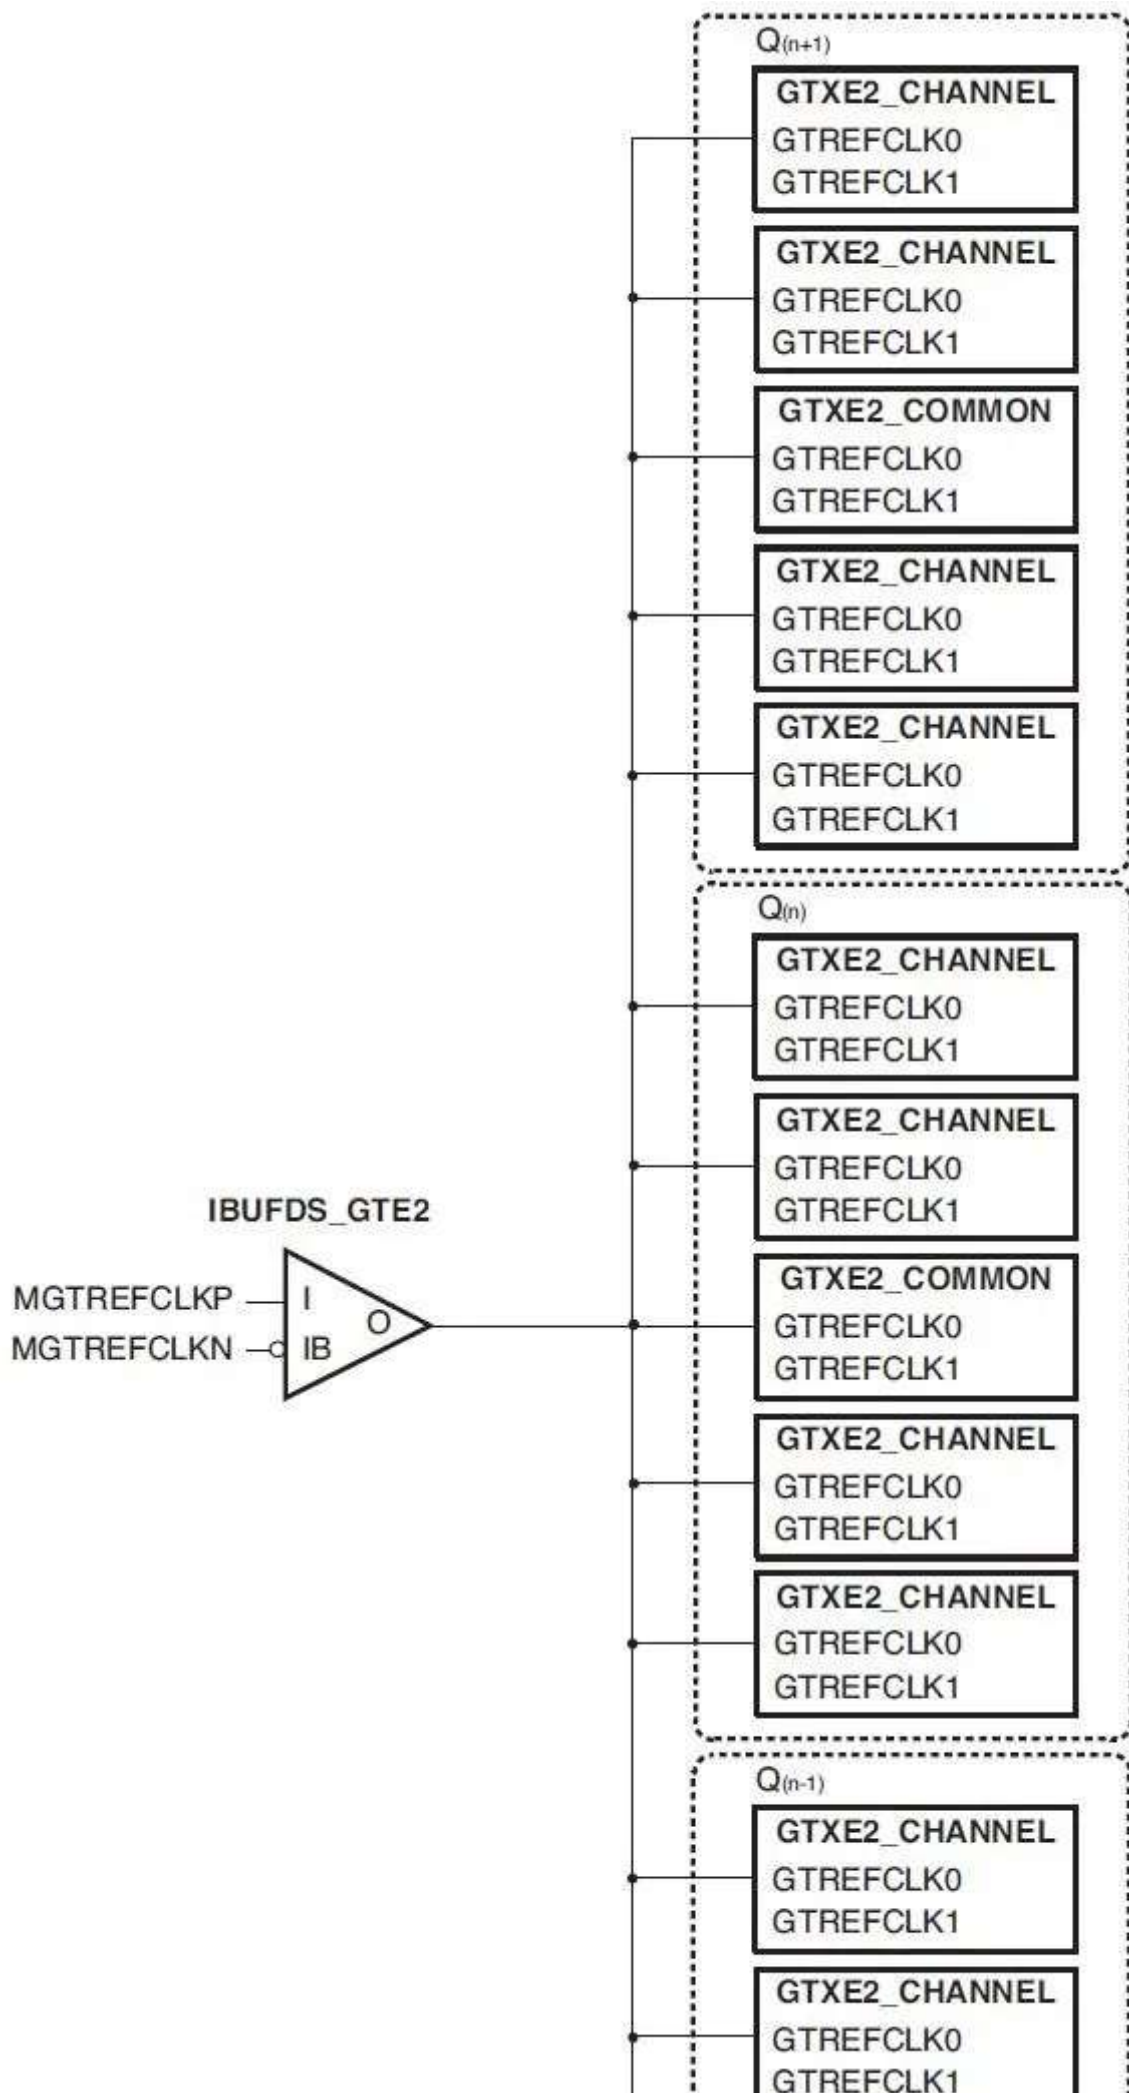 Q(n+1)
GTXE2_CHANNEL
GTREFCLK0
GTREFCLK1
GTXE2_CHANNEL
GTREFCLK0
GTREFCLK1
GTXE2_COMMON
GTREFCLK0
GTREFCLK1
GTXE2_CHANNEL
GTREFCLK0
GTREFCLK1
GTXE2_CHANNEL
GTREFCLK0
GTREFCLK1
Q(n)
GTXE2_CHANNEL
GTREFCLK0
GTREFCLK1
GTXE2_CHANNEL
GTREFCLK0
GTREFCLK1
IBUFDS_GTE2
MGTREFCLKP
I
O
MGTREFCLKN
IB
GTXE2_COMMON
GTREFCLK0
GTREFCLK1
GTXE2_CHANNEL
GTREFCLK0
GTREFCLK1
GTXE2_CHANNEL
GTREFCLK0
GTREFCLK1
Q(n-1)
GTXE2_CHANNEL
GTREFCLK0
GTREFCLK1
GTXE2_CHANNEL
GTREFCLK0
GTREFCLK1